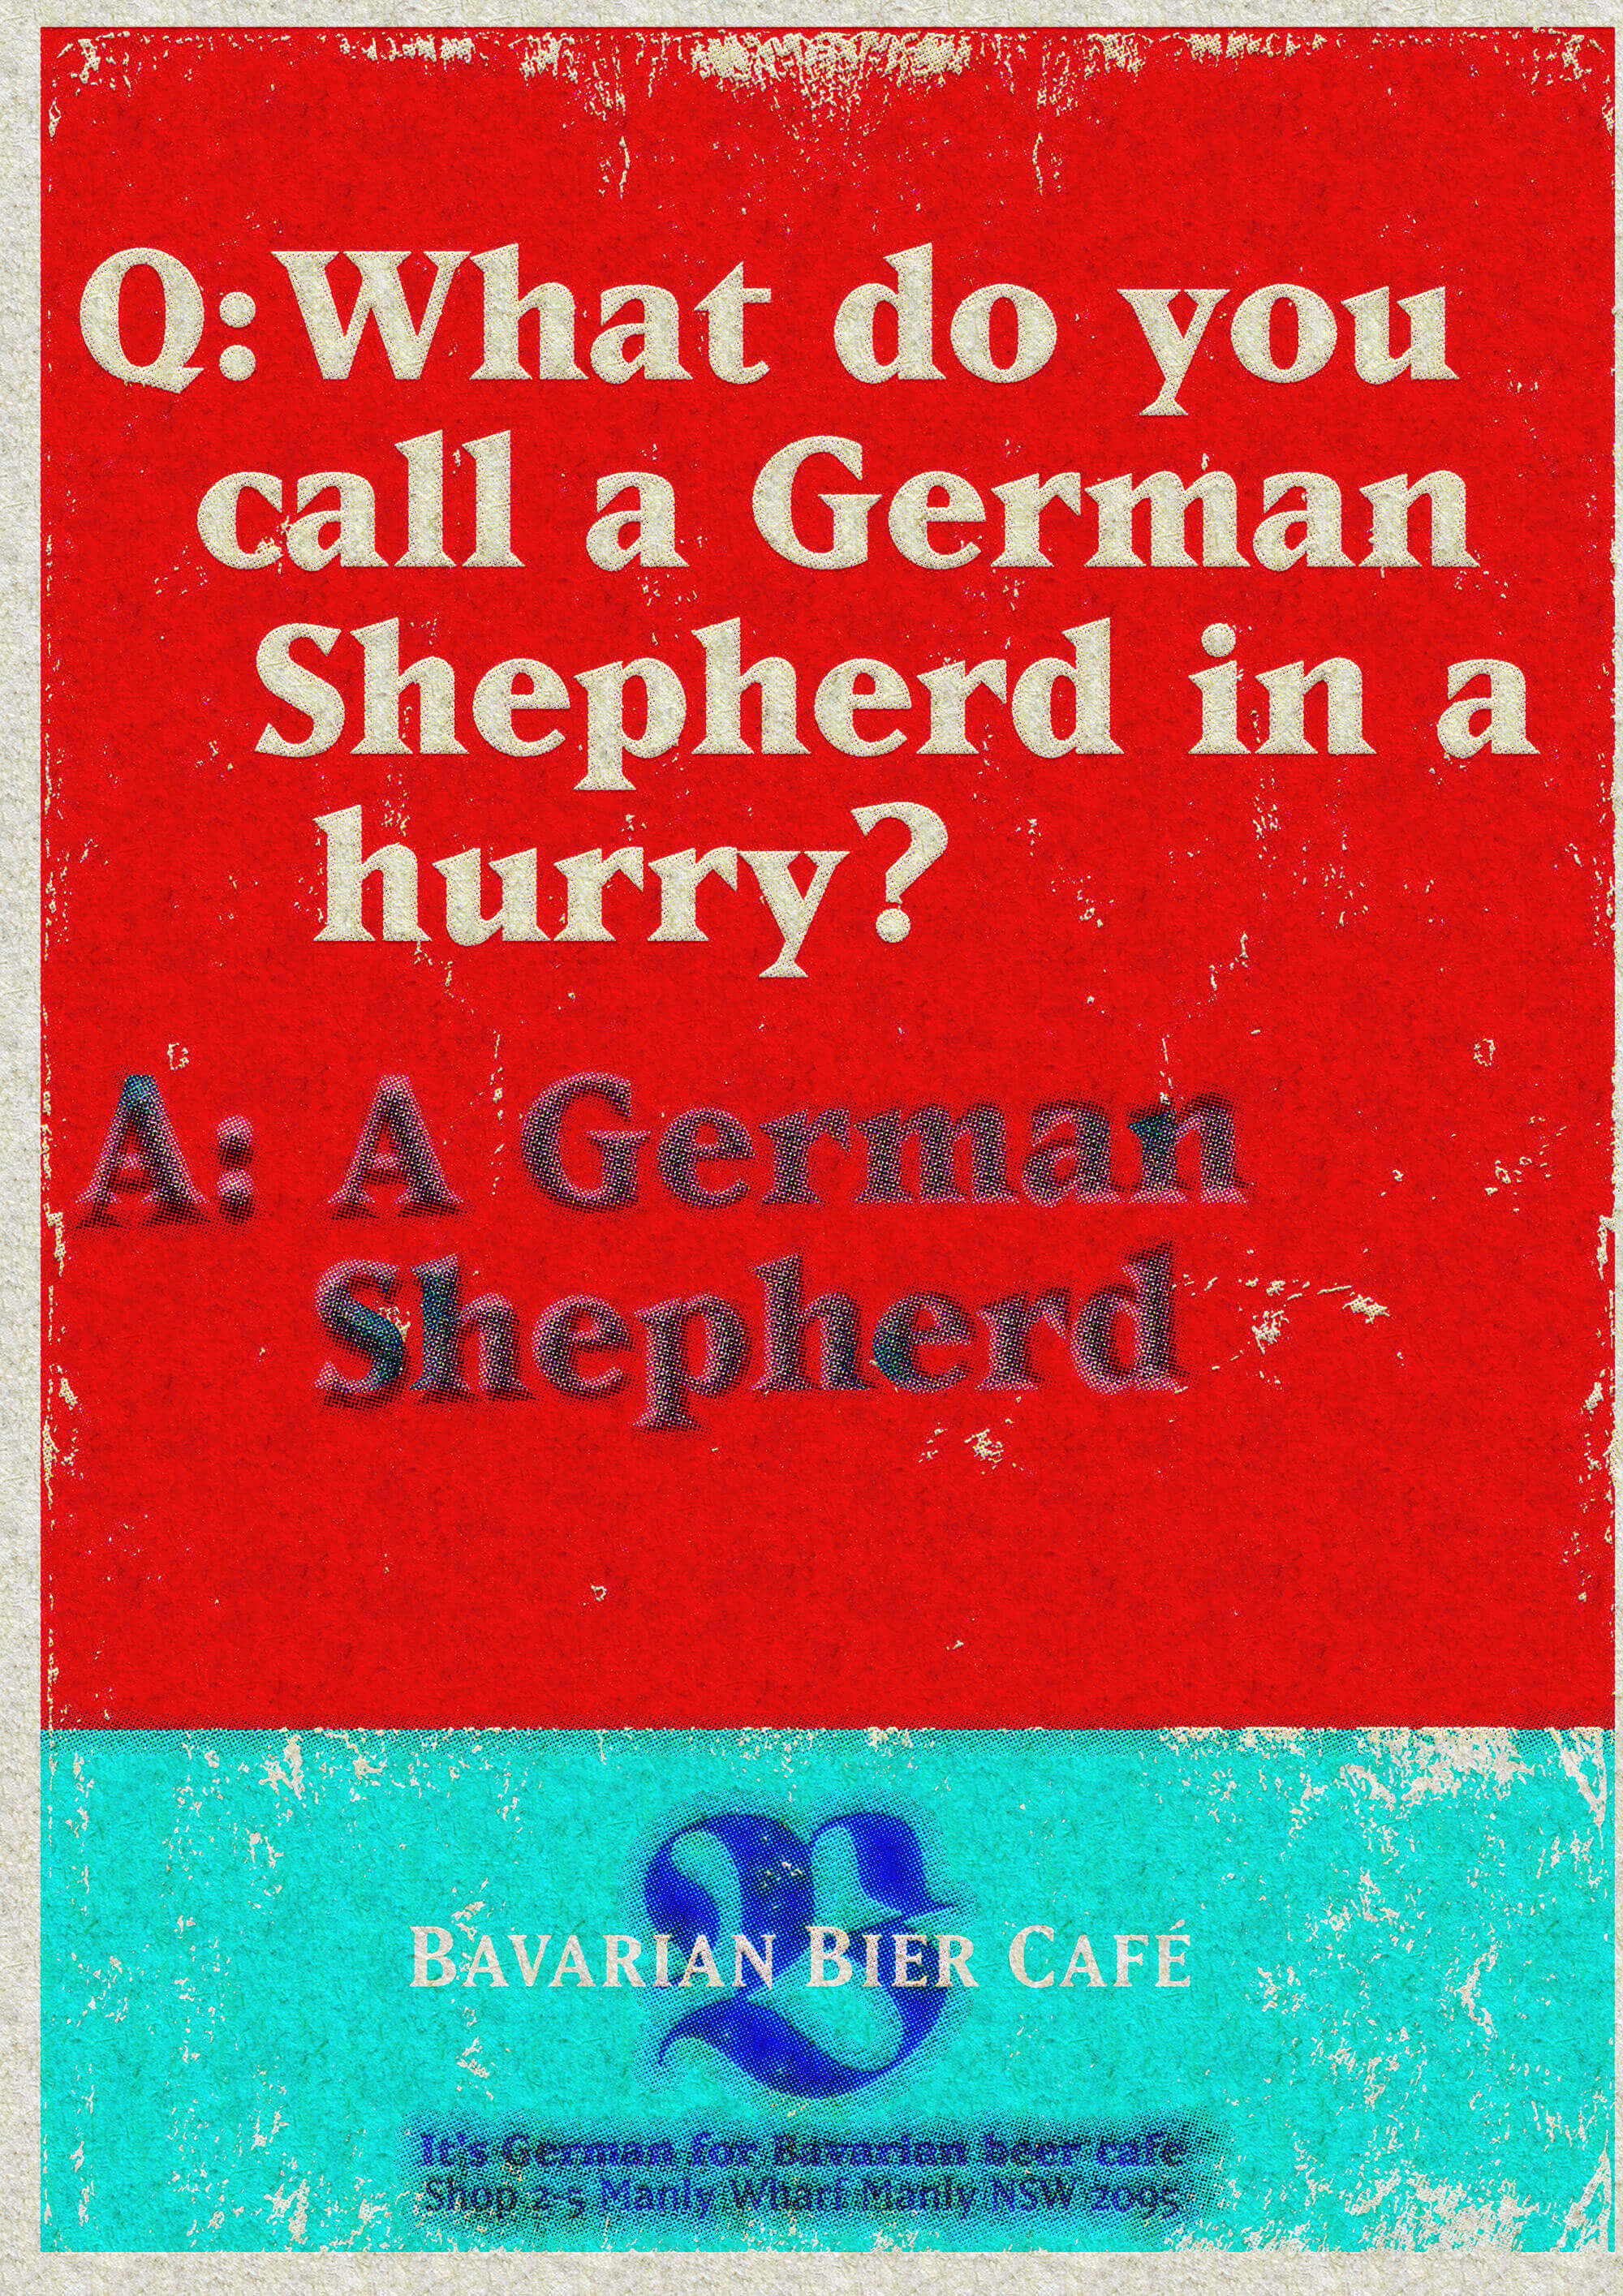 Q: What do you
call a German
Shepherd in a
hurry?
A: A German
Shepherd
B
BAVARIAN BIER CAFÉ
It's German for Bavarian beer cafe
Shop 2-5 Manly Wharf Manly NSW 2095